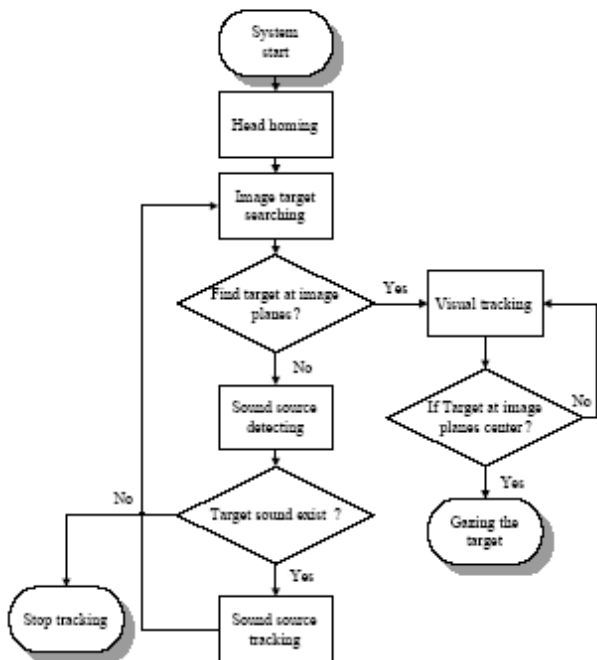 System
start
Head homing
Image target
searching
Find target at image
planes?
Yes
Visual tracking
No
Sound source
detecting
If Target at image
planes center?
No
Yes
Gazing the
target
Target sound exist ?
No
Yes
Stop tracking
Sound source
tracking